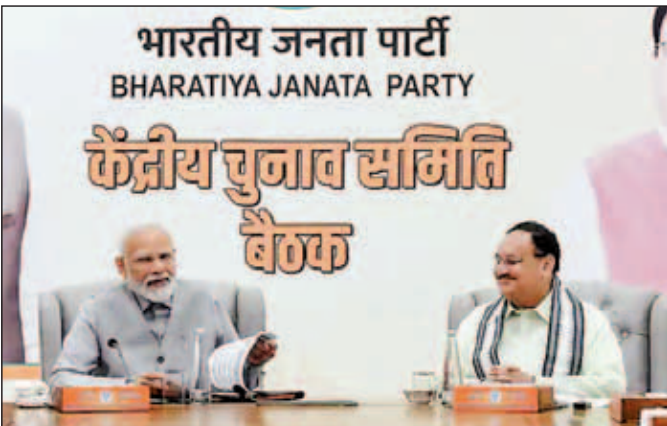 भारतीय जनता पार्टी
BHARATIYA JANATA PARTY
केंद्रीय चुनाव समिति
बैठक